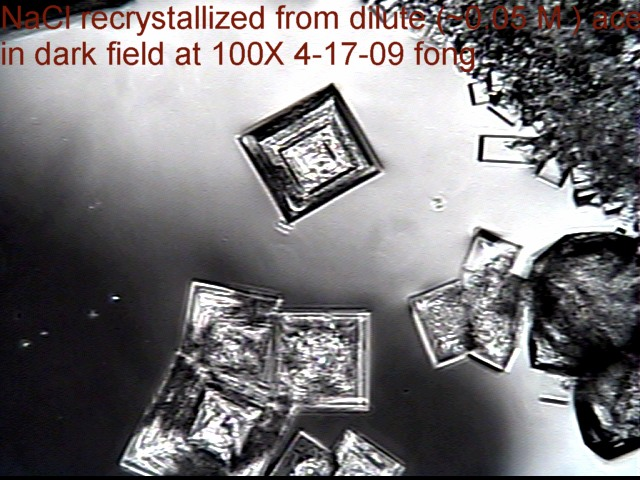 NaCl recrystallized from dilute (~0.05 M ) ace
in dark field at 100X 4-17-09 fong